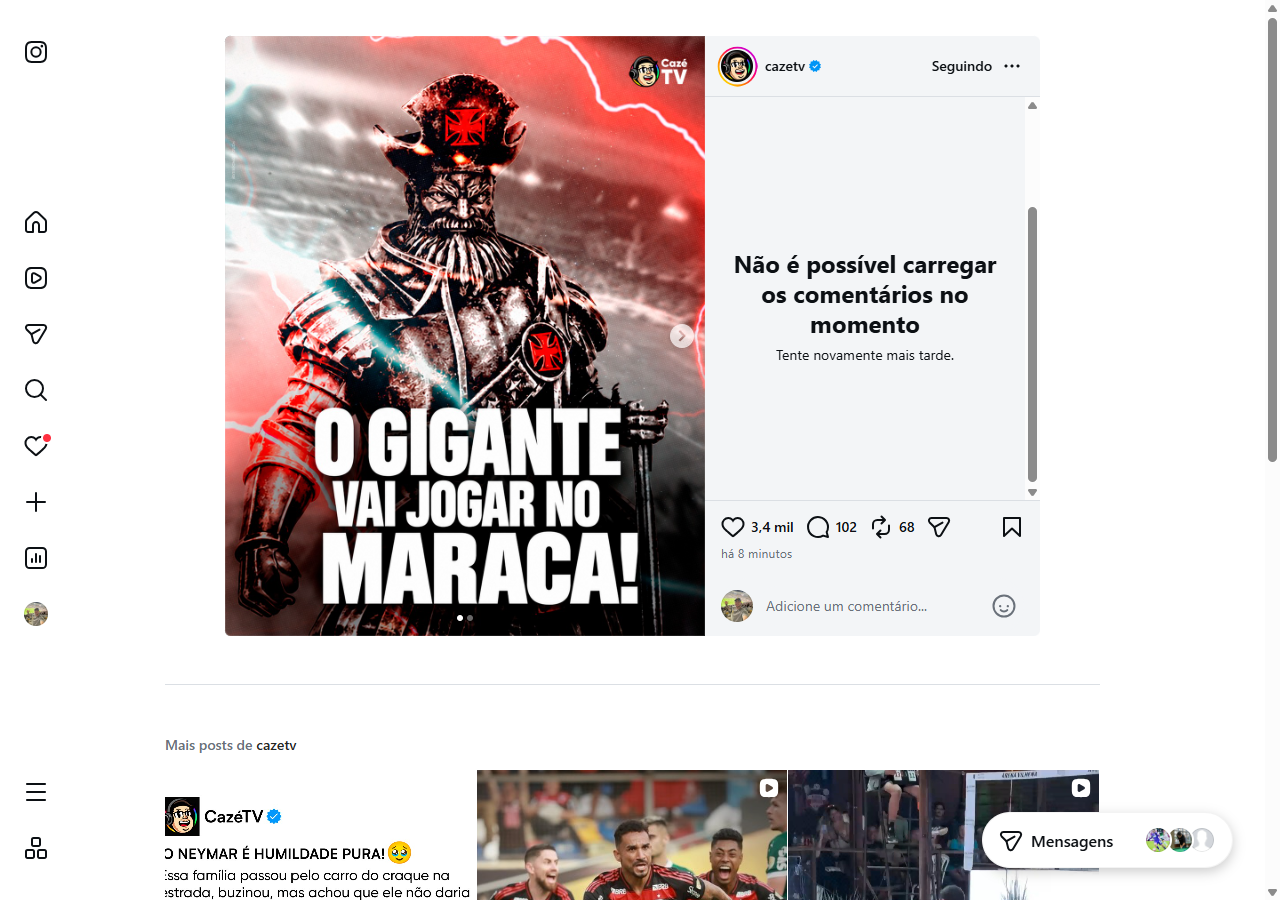 Cazé
TV
O GIGANTE
VAI JOGAR NO
MARACA!
cazetv
Seguindo
Não é possível carregar
os comentários no
momento
Tente novamente mais tarde.
3,4 mil
102
68
há 8 minutos
Adicione um comentário...
Mais posts de cazetv
CazéTV
O NEYMAR É HUMILDADE PURA!
Essa família passou pelo carro do craque na
estrada, buzinou, mas achou que ele não daria
ARENA VILHENA
Mensagens